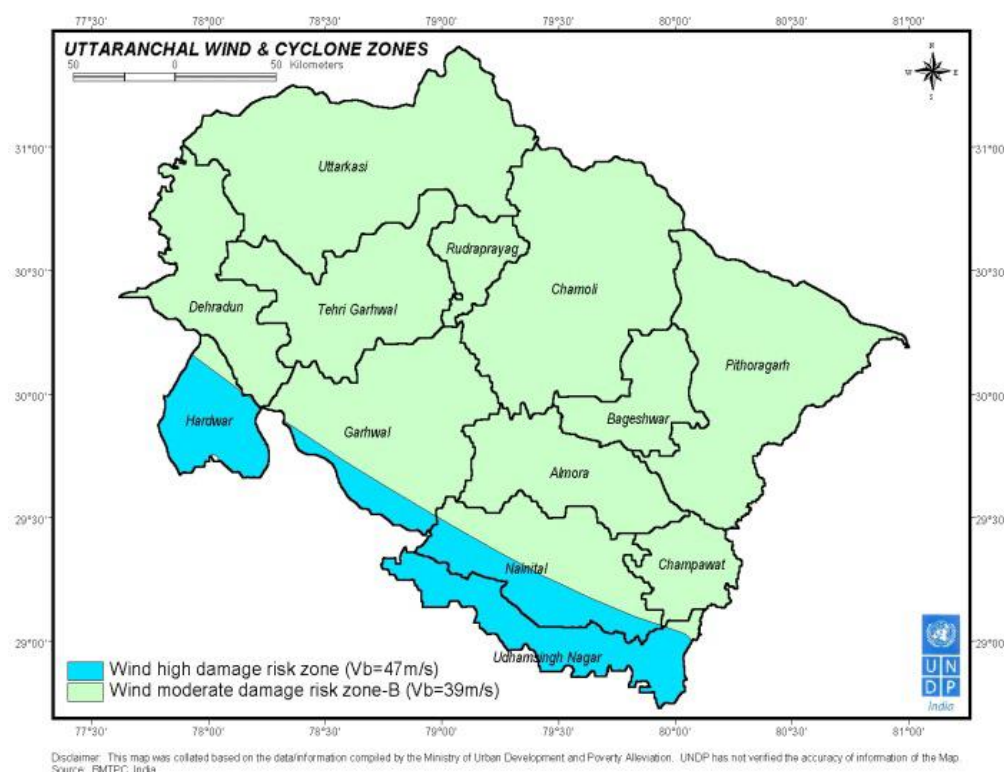 77°30' 78°00' 78°30' 79°00' 79°30' 80°00' 80°30' 81°00'
UTTARANCHAL WIND & CYCLONE ZONES
50 0 50 Kilometers
N
W E
S
31°00' 31°00'
Uttarkasi
Rudraprayag
30°30' 30°30'
Chamoli
Dehradun
Tehri Garhwal
Pithoragarh
30°00' 30°00'
Hardwar
Bageshwar
Garhwal
Almora
29°30' 29°30'
Nainital
Champawat
29°00' 29°00'
Udhamsingh Nagar
Wind high damage risk zone (Vb=47m/s)
Wind moderate damage risk zone-B (Vb=39m/s)
U N
D P
India
77°30' 78°00' 78°30' 79°00' 79°30' 80°00' 80°30' 81°00'
Disclaimer: This map was collated based on the data/information compiled by the Ministry of Urban Development and Poverty Alleviation. UNDP has not verified the accuracy of information of the Map.
Source: BMTPC, India